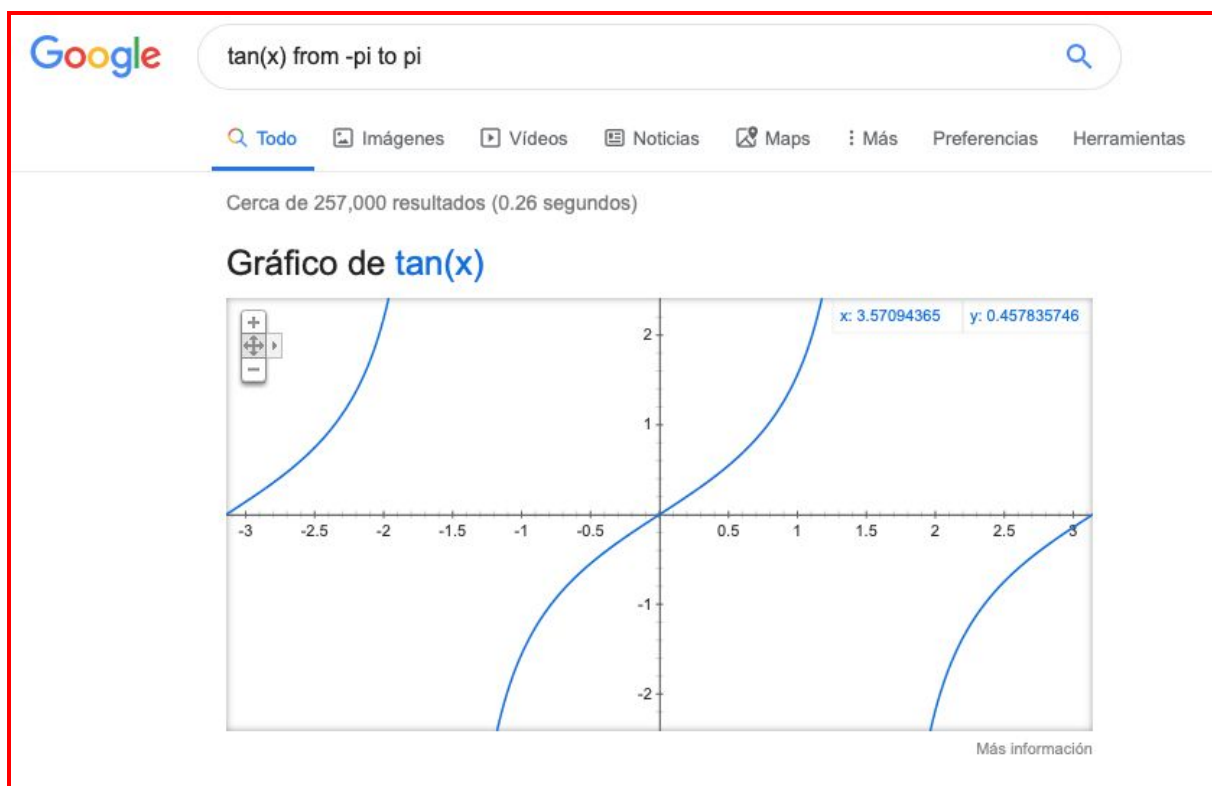 Google
tan(x) from -pi to pi
Todo Imágenes Vídeos Noticias Maps Más Preferencias Herramientas
Cerca de 257,000 resultados (0.26 segundos)
Gráfico de tan(x)
x: 3.57094365 y: 0.457835746
2
1
-3 -2.5 -2 -1.5 -1 -0.5 0.5 1 1.5 2 2.5 3
-1
-2
Más información